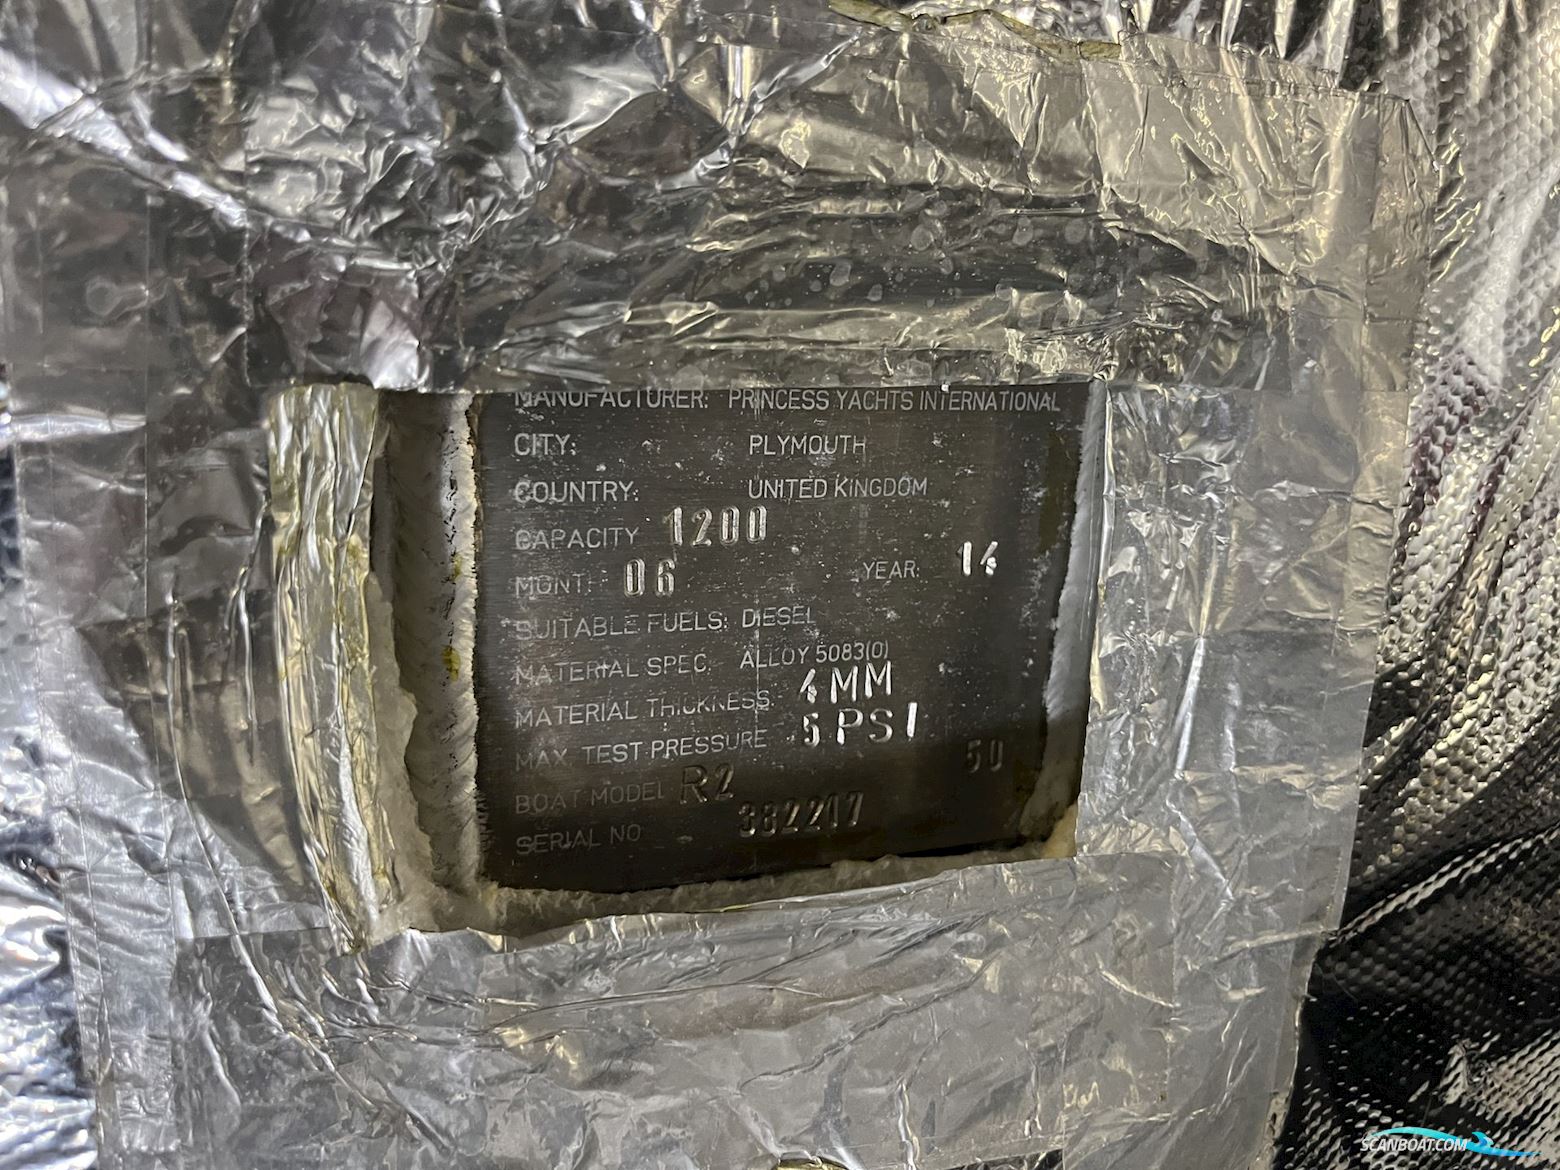 MANUFACTURER: PRINCESS YACHTS INTERNATIONAL
CITY: PLYMOUTH
COUNTRY: UNITED KINGDOM
CAPACITY 1200
MONTH 06 YEAR: 14
SUITABLE FUELS: DIESEL
MATERIAL SPEC. ALLOY 5083(0)
MATERIAL THICKNESS: 4MM
MAX. TEST PRESSURE 5PSI
BOAT MODEL R2 50
SERIAL NO 382217
SCANBOAT.COM